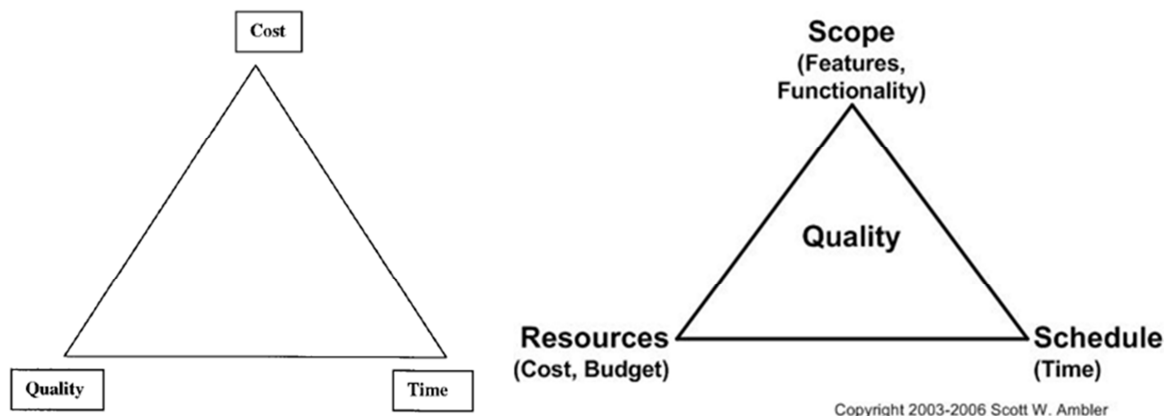 Cost
Quality
Time
Scope
(Features,
Functionality)
Quality
Resources
(Cost, Budget)
Schedule
(Time)
Copyright 2003-2006 Scott W. Ambler